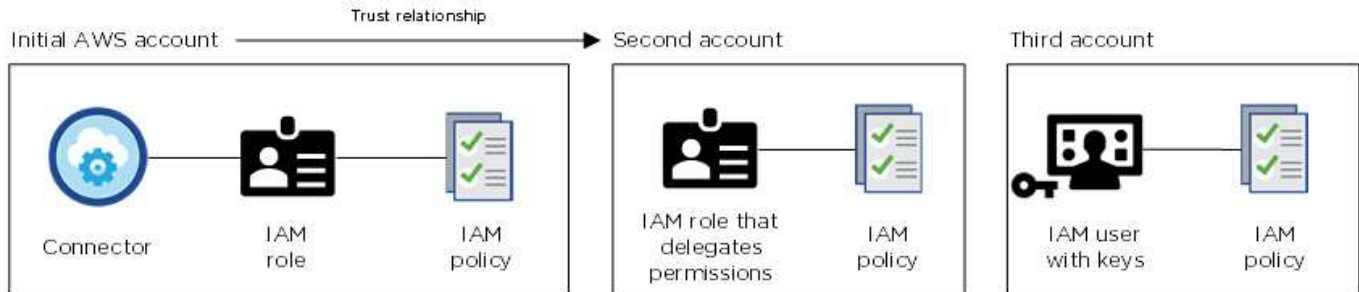 Trust relationship
Initial AWS account
Second account
Third account
Connector
IAM
role
IAM
policy
IAM role that
delegates
permissions
IAM
policy
IAM user
with keys
IAM
policy